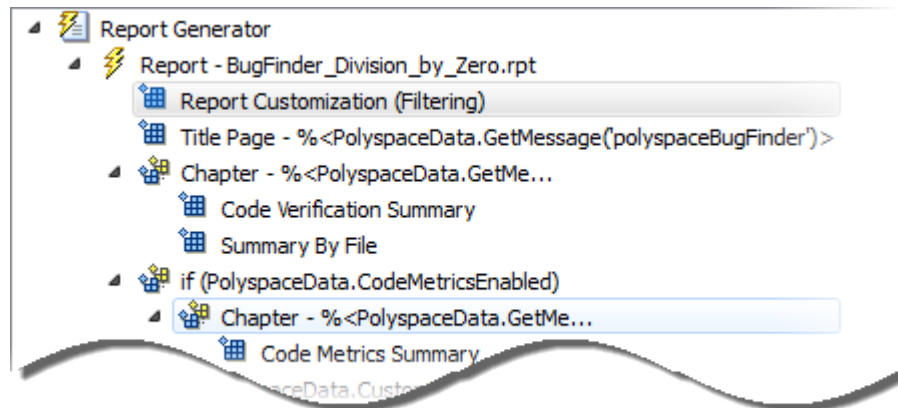 Report Generator
Report - BugFinder_Division_by_Zero.rpt
Report Customization (Filtering)
Title Page - %<PolyspaceData.GetMessage('polyspaceBugFinder')>
Chapter - %<PolyspaceData.GetMe...
Code Verification Summary
Summary By File
if (PolyspaceData.CodeMetricsEnabled)
Chapter - %<PolyspaceData.GetMe...
Code Metrics Summary